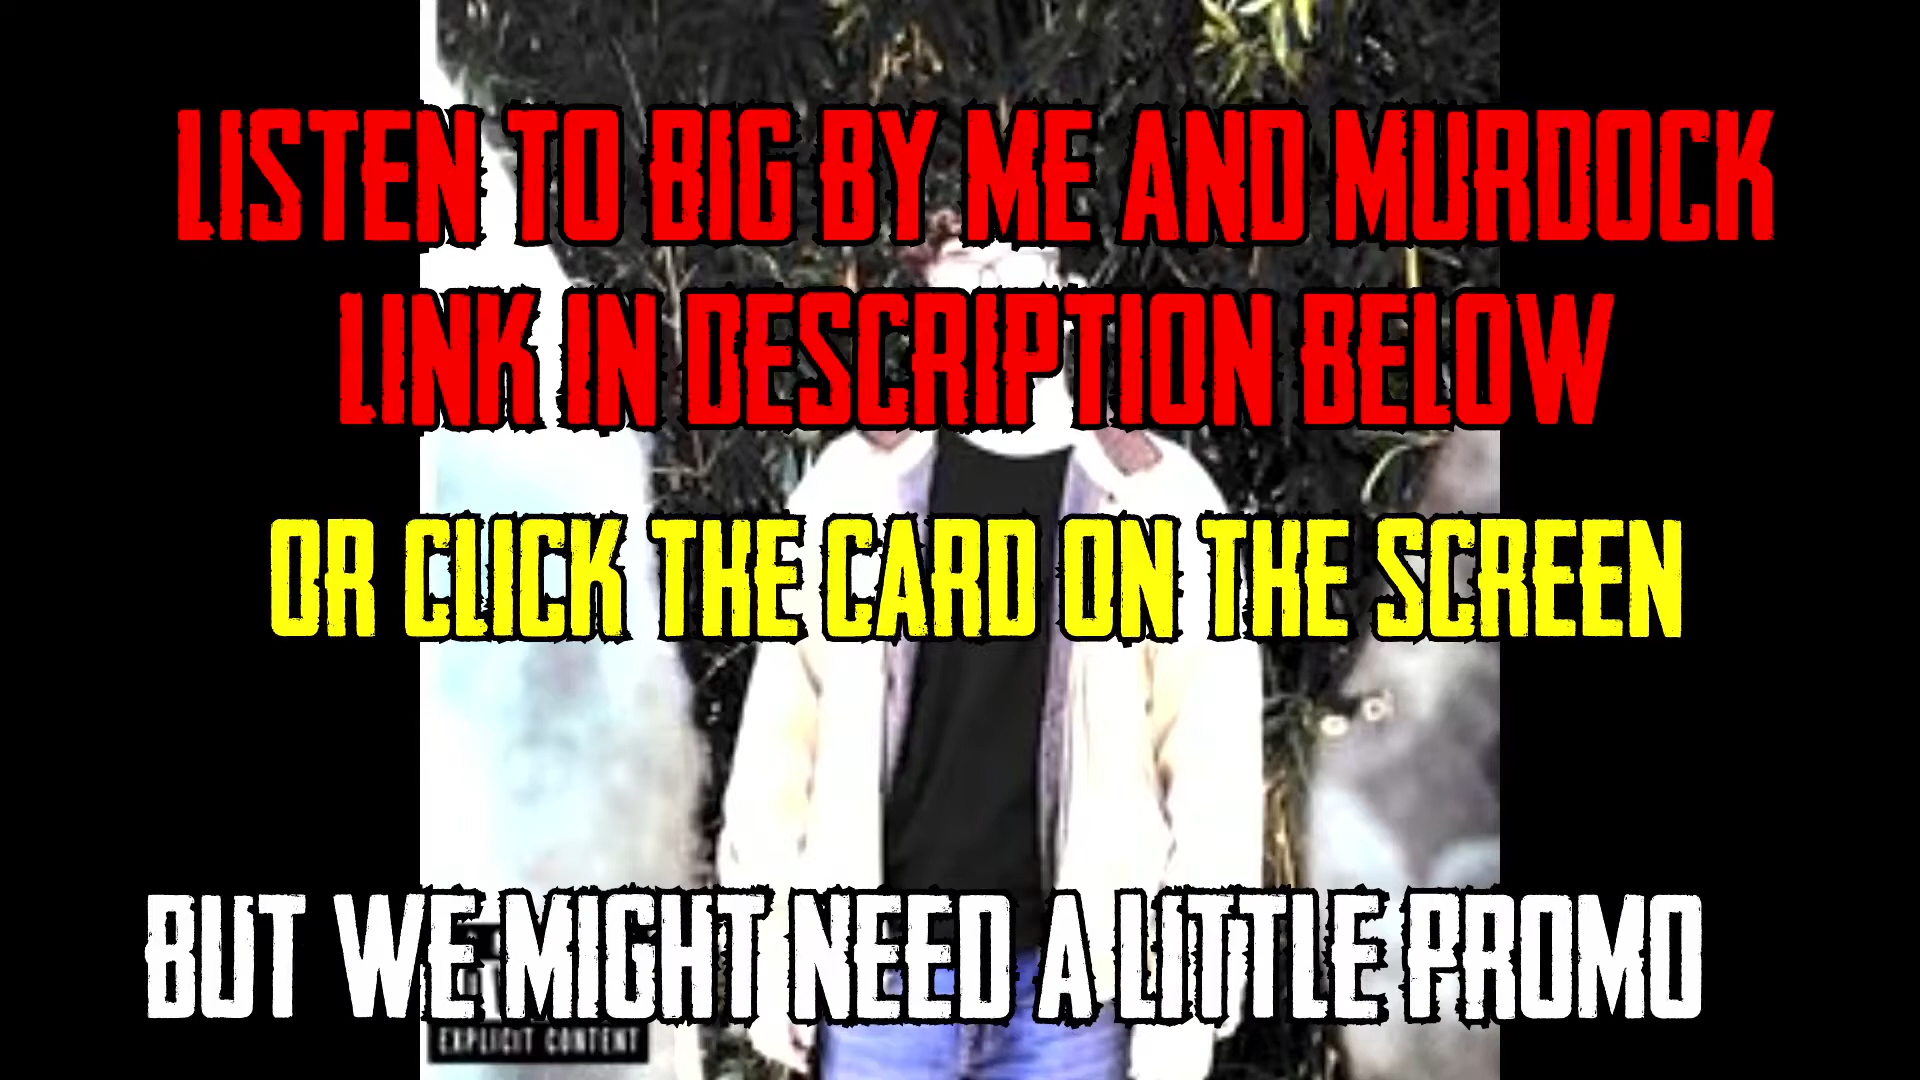 LISTEN TO BIG BY ME AND MURDOCK
LINK IN DESCRIPTION BELOW
OR CLICK THE CARD ON THE SCREEN
BUT WE MIGHT NEED A LITTLE PROMO
EXPLICIT CONTENT